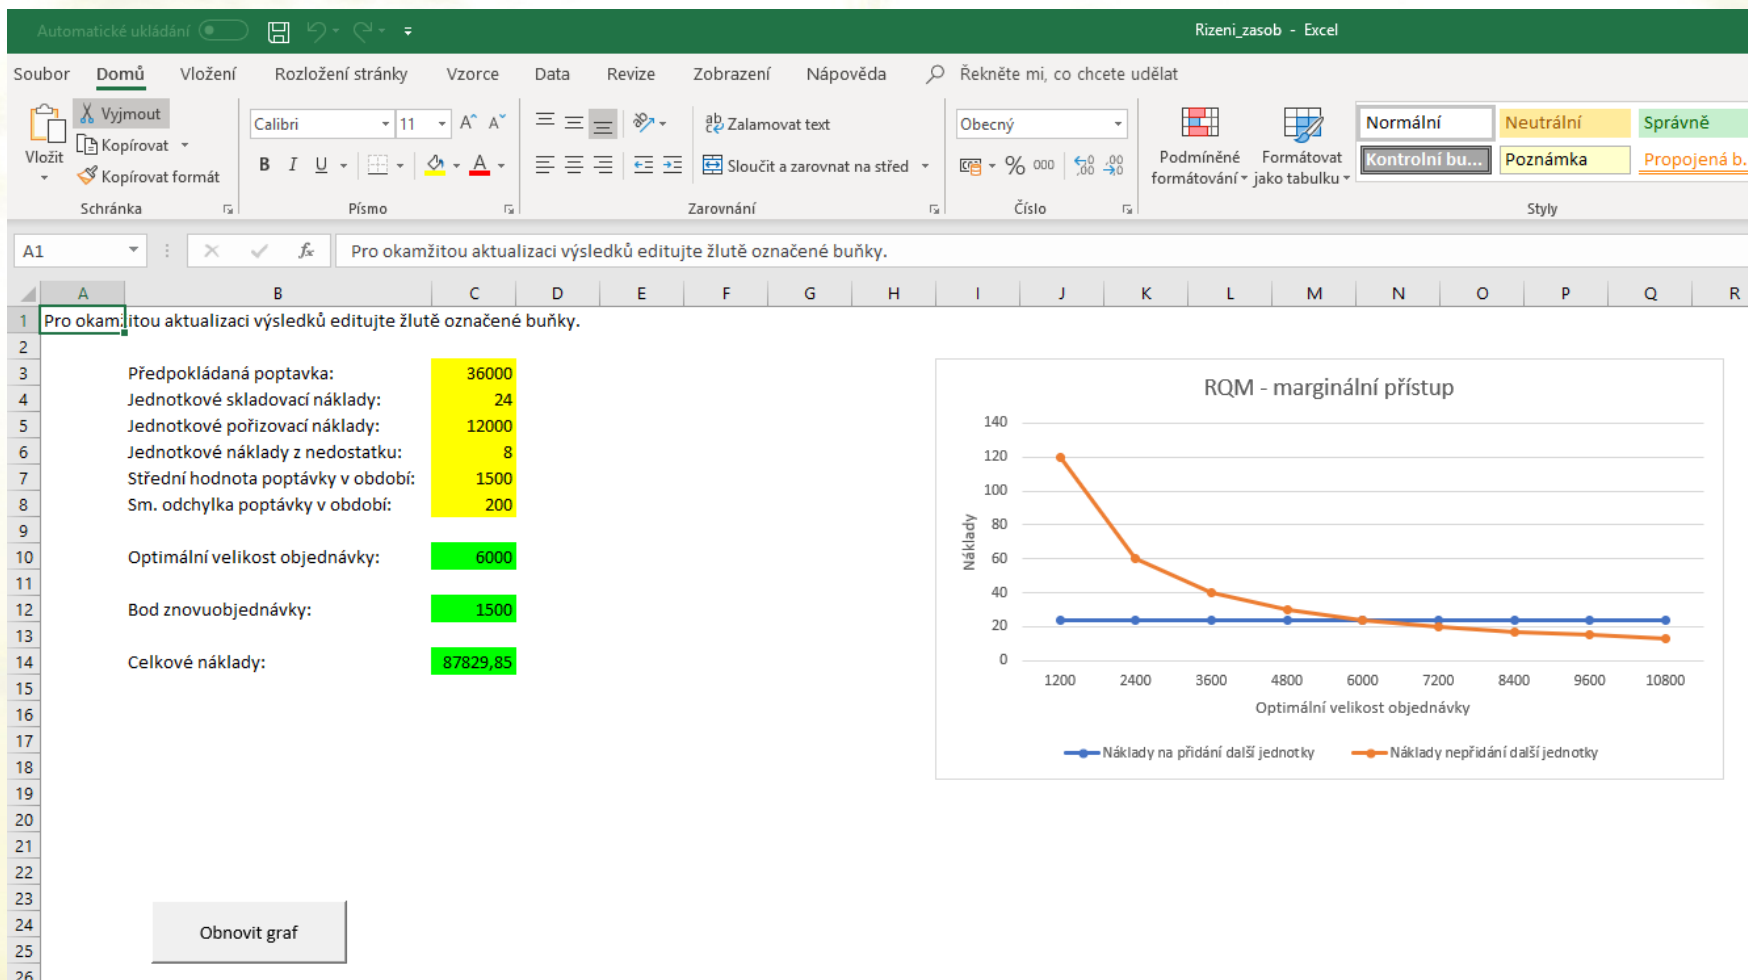 Automatické ukládání
Rizeni_zasob - Excel
Soubor Domů Vložení Rozložení stránky Vzorce Data Revize Zobrazení Nápověda Řekněte mi, co chcete udělat
Vložit
Vyjmout
Kopírovat
Kopírovat formát
Schránka
Calibri 11
B I U A
Písmo
Zalamovat text
Sloučit a zarovnat na střed
Zarovnání
Obecný
% 000
Číslo
Podmíněné formátování
Formátovat jako tabulku
Normální Neutrální Správně
Kontrolní bu... Poznámka Propojená b.
Styly
A1 fx Pro okamžitou aktualizaci výsledků editujte žlutě označené buňky.
A B C D E F G H I J K L M N O P Q R
1 Pro okamžitou aktualizaci výsledků editujte žlutě označené buňky.
2
3 Předpokládaná poptavka: 36000
4 Jednotkové skladovací náklady: 24
5 Jednotkové pořizovací náklady: 12000
6 Jednotkové náklady z nedostatku: 8
7 Střední hodnota poptávky v období: 1500
8 Sm. odchylka poptávky v období: 200
9
10 Optimální velikost objednávky: 6000
11
12 Bod znovuobjednávky: 1500
13
14 Celkové náklady: 87829,85
15
16
17
18
19
20
21
22
23
24
25
26
Obnovit graf
RQM - marginální přístup
Náklady
140
120
100
80
60
40
20
0
1200 2400 3600 4800 6000 7200 8400 9600 10800
Optimální velikost objednávky
Náklady na přidání další jednotky Náklady nepřidání další jednotky